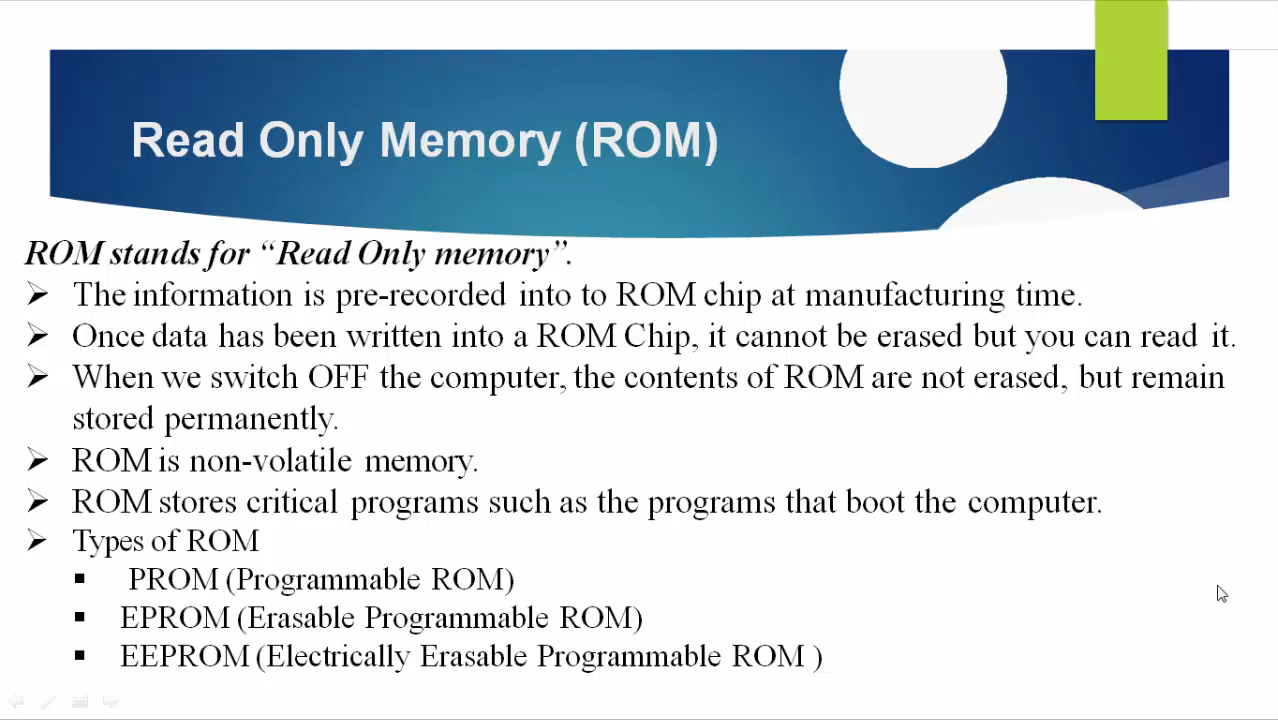 Read Only Memory (ROM)
ROM stands for “Read Only memory”.
➢ The information is pre-recorded into to ROM chip at manufacturing time.
➢ Once data has been written into a ROM Chip, it cannot be erased but you can read it.
➢ When we switch OFF the computer, the contents of ROM are not erased, but remain
stored permanently.
➢ ROM is non-volatile memory.
➢ ROM stores critical programs such as the programs that boot the computer.
➢ Types of ROM
▪ PROM (Programmable ROM)
▪ EPROM (Erasable Programmable ROM)
▪ EEPROM (Electrically Erasable Programmable ROM )